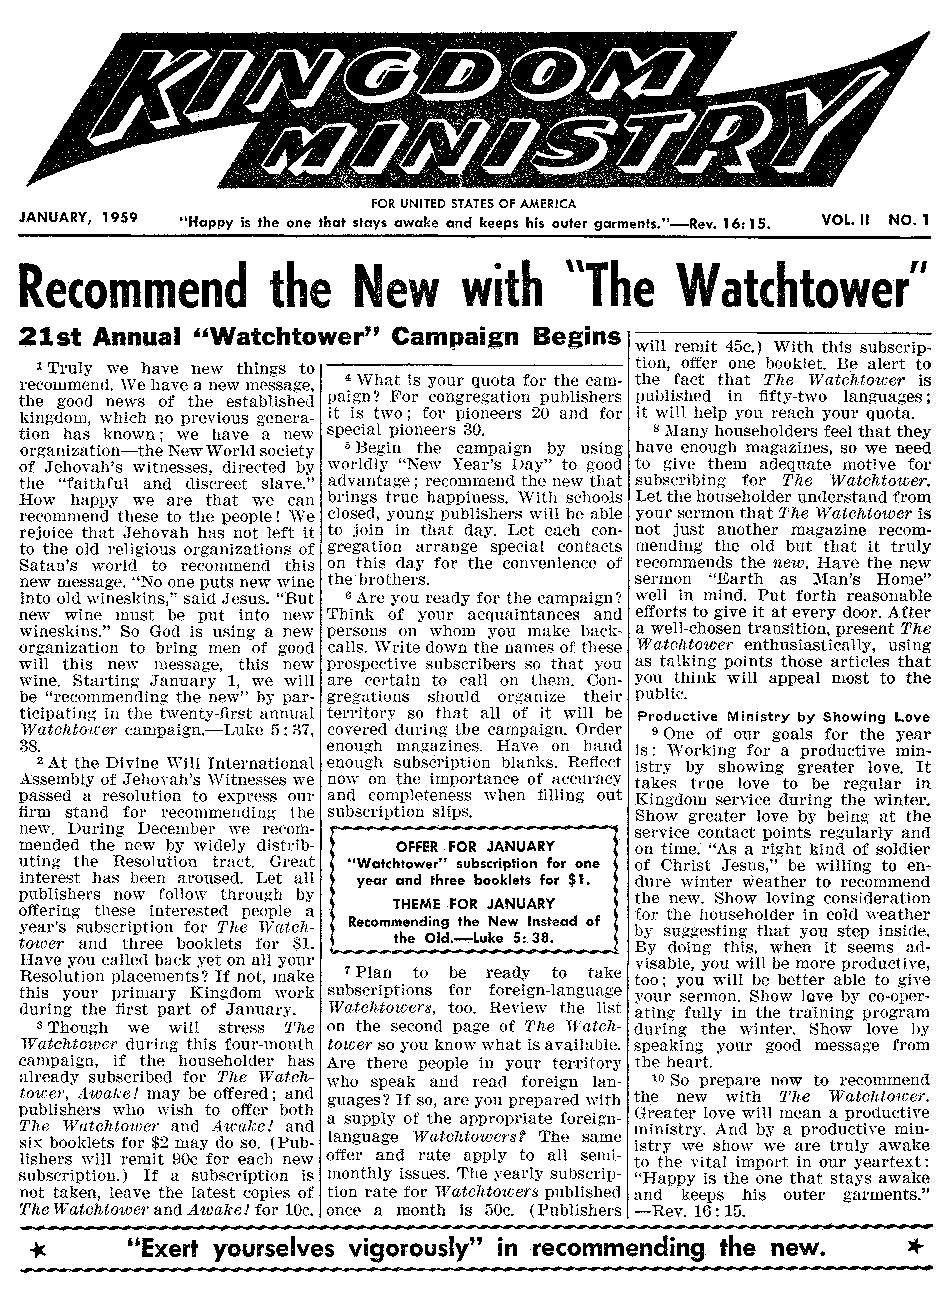 KINGDOM
MINISTRY
FOR UNITED STATES OF AMERICA
JANUARY, 1959
"Happy is the one that stays awake and keeps his outer garments."—Rev. 16:15.
VOL. II NO. 1
Recommend the New with "The Watchtower"
21st Annual "Watchtower" Campaign Begins
1 Truly we have new things to
recommend. We have a new message,
the good news of the established
kingdom, which no previous genera-
tion has known; we have a new
organization—the New World society
of Jehovah's witnesses, directed by
the "faithful and discreet slave."
How happy we are that we can
recommend these to the people! We
rejoice that Jehovah has not left it
to the old religious organizations of
Satan's world to recommend this
new message. "No one puts new wine
into old wineskins," said Jesus. "But
new wine must be put into new
wineskins." So God is using a new
organization to bring men of good
will this new message, this new
wine. Starting January 1, we will
be "recommending the new" by par-
ticipating in the twenty-first annual
Watchtower campaign.—Luke 5:37,
38.
2 At the Divine Will International
Assembly of Jehovah's Witnesses we
passed a resolution to express our
firm stand for recommending the
new. During December we recom-
mended the new by widely distrib-
uting the Resolution tract. Great
interest has been aroused. Let all
publishers now follow through by
offering these interested people a
year's subscription for The Watch-
tower and three booklets for $1.
Have you called back yet on all your
Resolution placements? If not, make
this your primary Kingdom work
during the first part of January.
3 Though we will stress The
Watchtower during this four-month
campaign, if the householder has
already subscribed for The Watch-
tower, Awake! may be offered; and
publishers who wish to offer both
The Watchtower and Awake! and
six booklets for $2 may do so. (Pub-
lishers will remit 90c for each new
subscription.) If a subscription is
not taken, leave the latest copies of
The Watchtower and Awake! for 10c.
4 What is your quota for the cam-
paign? For congregation publishers
it is two; for pioneers 20 and for
special pioneers 30.
5 Begin the campaign by using
worldly "New Year's Day" to good
advantage; recommend the new that
brings true happiness. With schools
closed, young publishers will be able
to join in that day. Let each con-
gregation arrange special contacts
on this day for the convenience of
the brothers.
6 Are you ready for the campaign?
Think of your acquaintances and
persons on whom you make back-
calls. Write down the names of these
prospective subscribers so that you
are certain to call on them. Con-
gregations should organize their
territory so that all of it will be
covered during the campaign. Order
enough magazines. Have on hand
enough subscription blanks. Reflect
now on the importance of accuracy
and completeness when filling out
subscription slips.
OFFER FOR JANUARY
"Watchtower" subscription for one
year and three booklets for $1.
THEME FOR JANUARY
Recommending the New Instead of
the Old.—Luke 5:38.
7 Plan to be ready to take
subscriptions for foreign-language
Watchtowers, too. Review the list
on the second page of The Watch-
tower so you know what is available.
Are there people in your territory
who speak and read foreign lan-
guages? If so, are you prepared with
a supply of the appropriate foreign-
language Watchtowers? The same
offer and rate apply to all semi-
monthly issues. The yearly subscrip-
tion rate for Watchtowers published
once a month is 50c. (Publishers
will remit 45c.) With this subscrip-
tion, offer one booklet. Be alert to
the fact that The Watchtower is
published in fifty-two languages;
it will help you reach your quota.
8 Many householders feel that they
have enough magazines, so we need
to give them adequate motive for
subscribing for The Watchtower.
Let the householder understand from
your sermon that The Watchtower is
not just another magazine recom-
mending the old but that it truly
recommends the new. Have the new
sermon "Earth as Man's Home"
well in mind. Put forth reasonable
efforts to give it at every door. After
a well-chosen transition, present The
Watchtower enthusiastically, using
as talking points those articles that
you think will appeal most to the
public.
Productive Ministry by Showing Love
9 One of our goals for the year
is: Working for a productive min-
istry by showing greater love. It
takes true love to be regular in
Kingdom service during the winter.
Show greater love by being at the
service contact points regularly and
on time. "As a right kind of soldier
of Christ Jesus," be willing to en-
dure winter weather to recommend
the new. Show loving consideration
for the householder in cold weather
by suggesting that you step inside.
By doing this, when it seems ad-
visable, you will be more productive,
too; you will be better able to give
your sermon. Show love by co-oper-
ating fully in the training program
during the winter. Show love by
speaking your good message from
the heart.
10 So prepare now to recommend
the new with The Watchtower.
Greater love will mean a productive
ministry. And by a productive min-
istry we show we are truly awake
to the vital import in our yeartext:
"Happy is the one that stays awake
and keeps his outer garments."
—Rev. 16:15.
"Exert yourselves vigorously" in recommending the new.